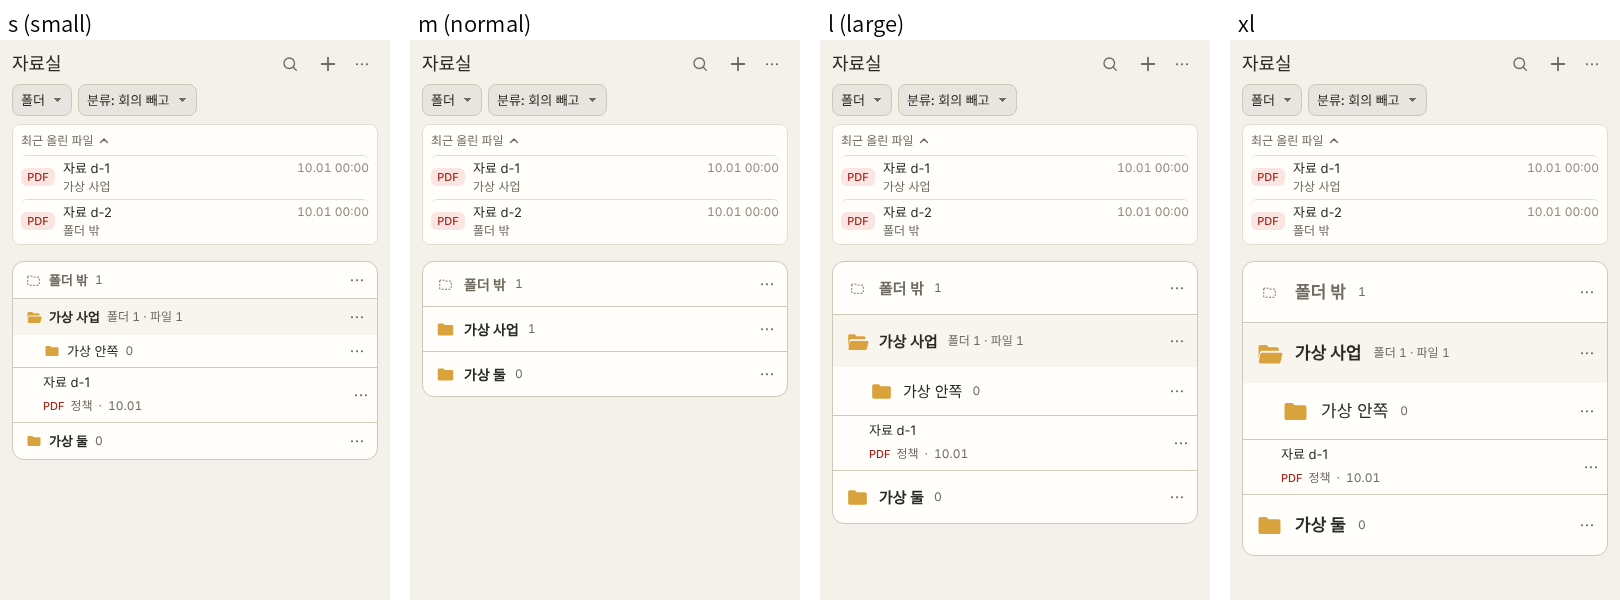 s (small)
자료실
폴더
분류: 회의 빼고
최근 올린 파일
PDF
자료 d-1
10.01 00:00
가상 사업
PDF
자료 d-2
10.01 00:00
폴더 밖
폴더 밖 1
가상 사업 폴더 1 · 파일 1
가상 안쪽 0
자료 d-1
PDF 정책 · 10.01
가상 둘 0
m (normal)
자료실
폴더
분류: 회의 빼고
최근 올린 파일
PDF
자료 d-1
10.01 00:00
가상 사업
PDF
자료 d-2
10.01 00:00
폴더 밖
폴더 밖 1
가상 사업 1
가상 둘 0
l (large)
자료실
폴더
분류: 회의 빼고
최근 올린 파일
PDF
자료 d-1
10.01 00:00
가상 사업
PDF
자료 d-2
10.01 00:00
폴더 밖
폴더 밖 1
가상 사업 폴더 1 · 파일 1
가상 안쪽 0
자료 d-1
PDF 정책 · 10.01
가상 둘 0
xl
자료실
폴더
분류: 회의 빼고
최근 올린 파일
PDF
자료 d-1
10.01 00:00
가상 사업
PDF
자료 d-2
10.01 00:00
폴더 밖
폴더 밖 1
가상 사업 폴더 1 · 파일 1
가상 안쪽 0
자료 d-1
PDF 정책 · 10.01
가상 둘 0